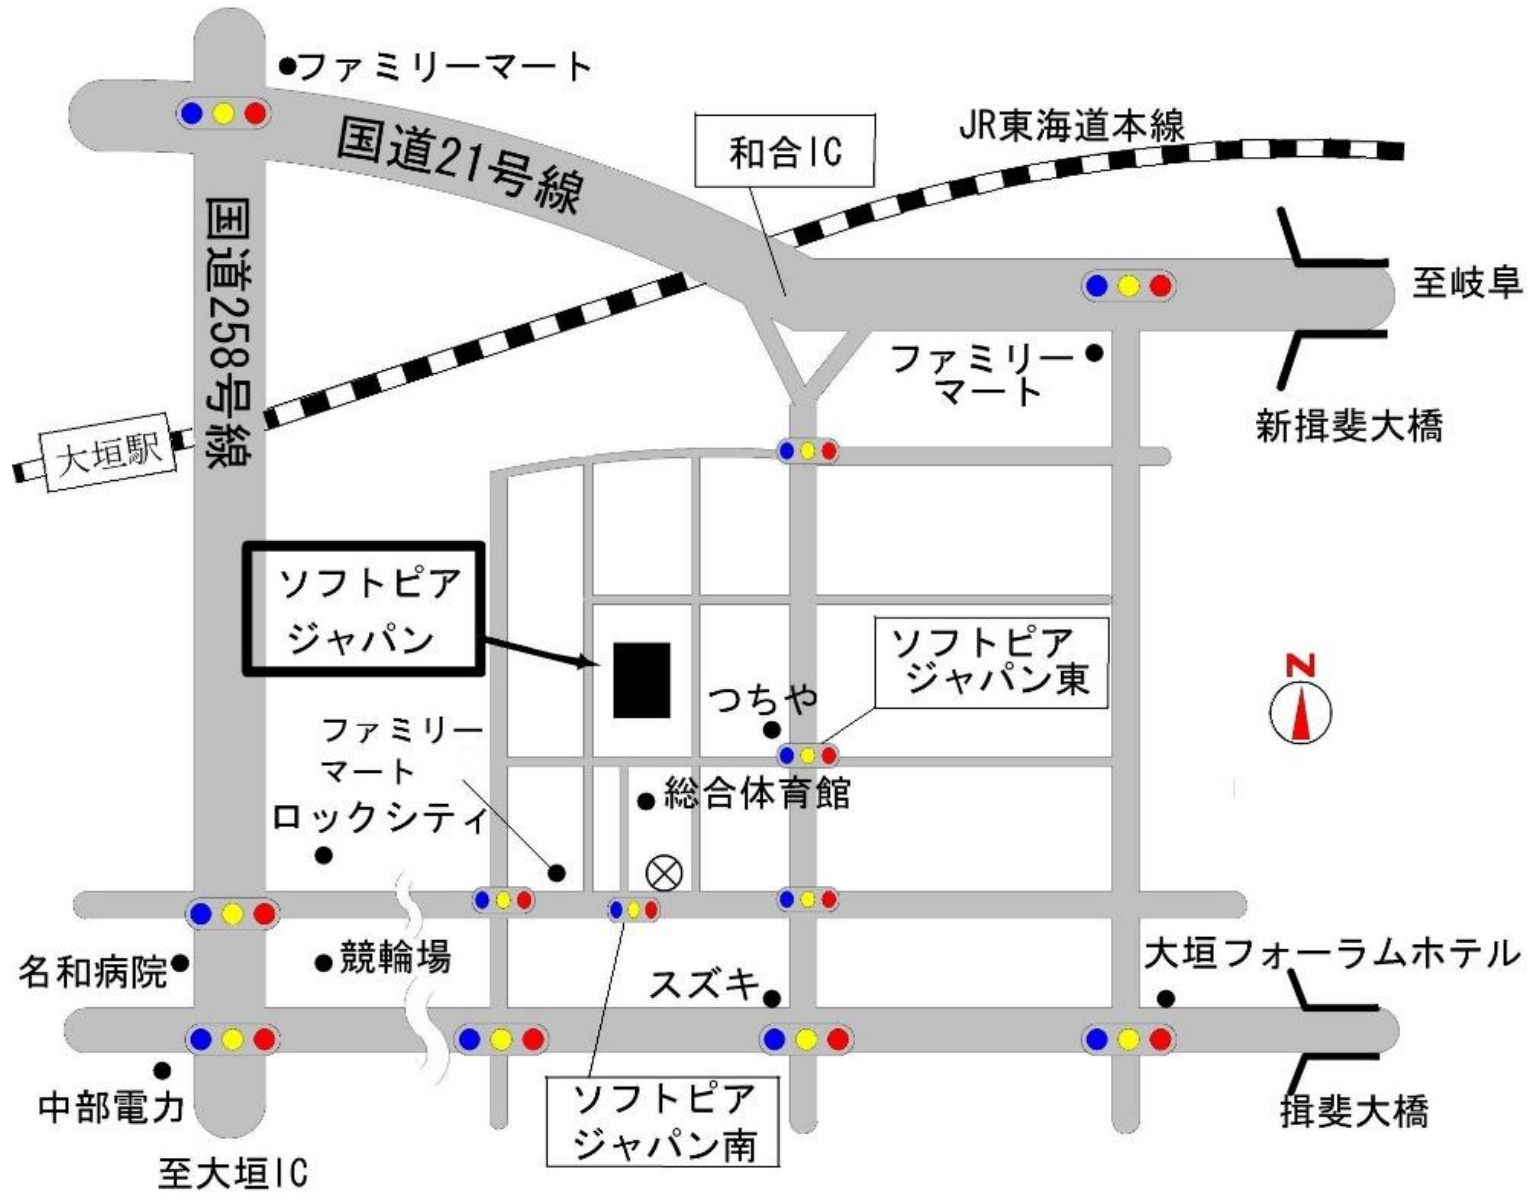 ファミリーマート
国道21号線
和合IC
JR東海道本線
国道258号線
至岐阜
ファミリー
マート
新揖斐大橋
大垣駅
ソフトピア
ジャパン
ソフトピア
ジャパン東
N
つちや
ファミリー
マート
総合体育館
ロックシティ
名和病院
競輪場
スズキ
大垣フォーラムホテル
中部電力
ソフトピア
ジャパン南
揖斐大橋
至大垣IC